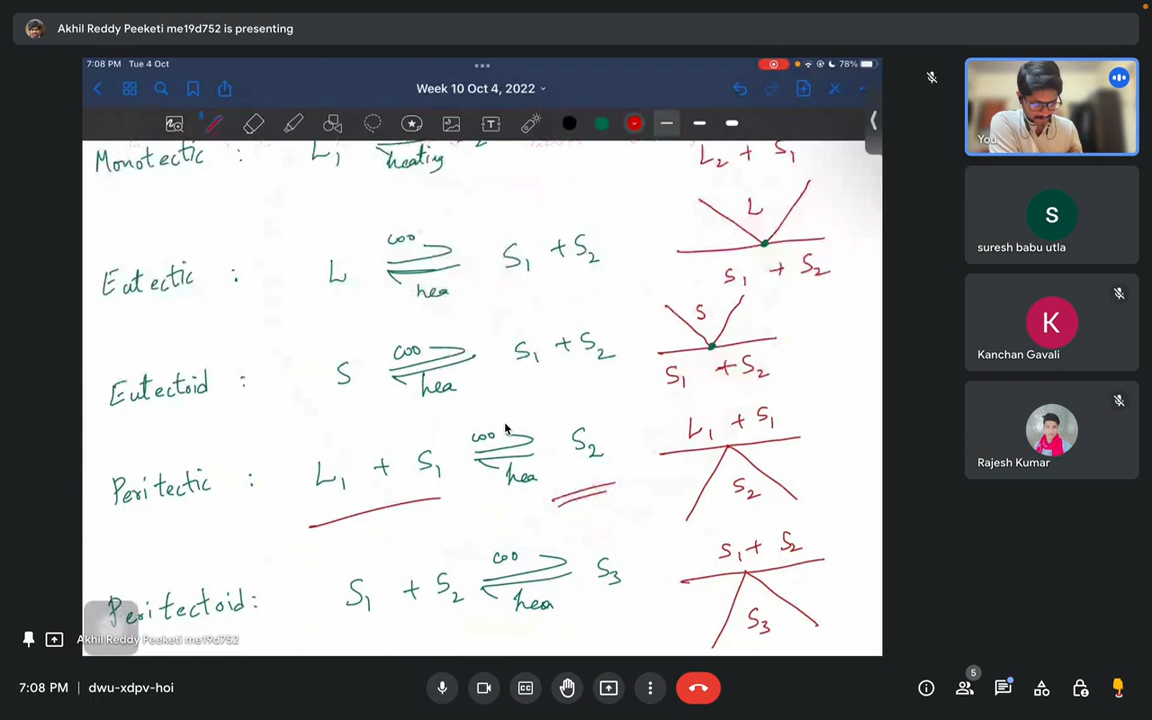 Akhil Reddy Peeketi me19d752 is presenting
7:08 PM Tue 4 Oct
78%
Week 10 Oct 4, 2022
T
Monotectic : L1 heating 2 L2 + S1
L
Eutectic : L coo hea S1 + S2
S1 + S2
S
Eutectoid : S coo hea S1 + S2
S1 + S2
L1 + S1
Peritectic : L1 + S1 coo hea S2
S2
S1 + S2
Peritectoid : S1 + S2 coo hea S3
S3
Akhil Reddy Peeketi me19d752
You
S
suresh babu utla
K
Kanchan Gavali
Rajesh Kumar
7:08 PM | dwu-xdpv-hoi
CC
5